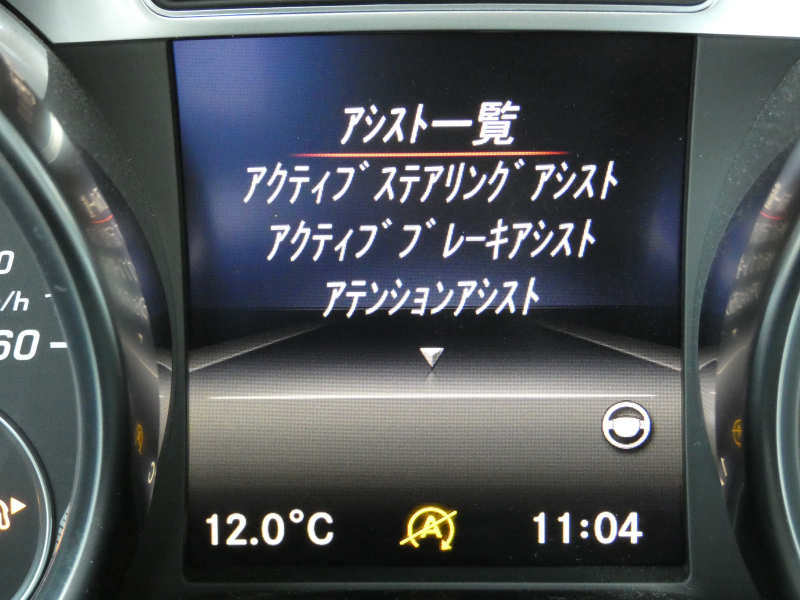 アシスト一覧
アクティブステアリングアシスト
アクティブブレーキアシスト
アテンションアシスト
12.0°C
A
11:04
60